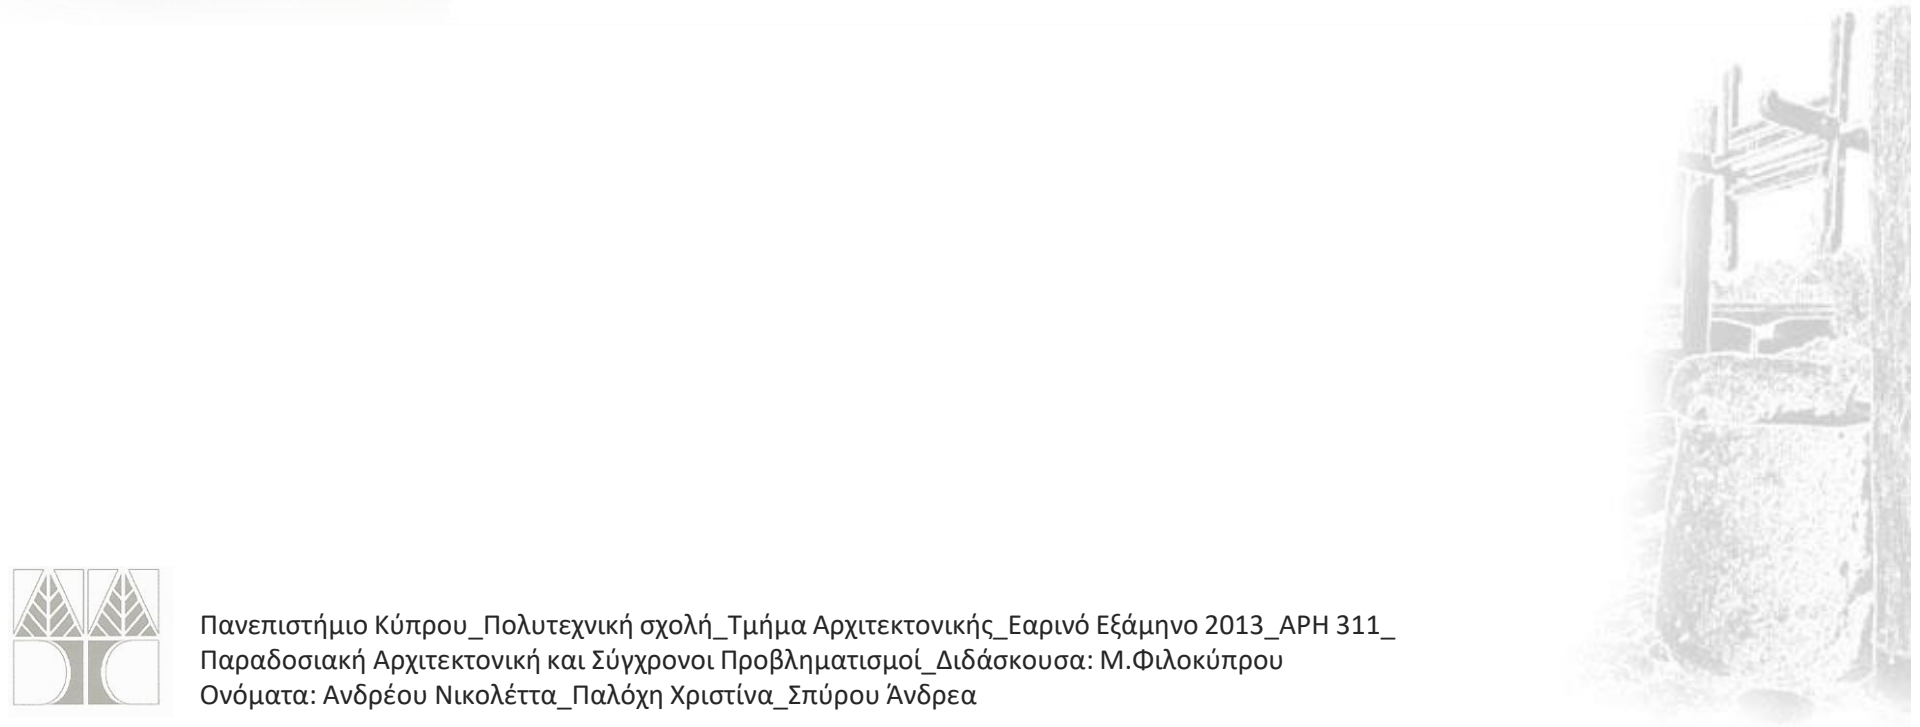 Πανεπιστήμιο Κύπρου_Πολυτεχνική σχολή_Τμήμα Αρχιτεκτονικής_Εαρινό Εξάμηνο 2013_ΑΡΗ 311_
Παραδοσιακή Αρχιτεκτονική και Σύγχρονοι Προβληματισμοί_Διδάσκουσα: Μ.Φιλοκύπρου
Ονόματα: Ανδρέου Νικολέττα_Παλόχη Χριστίνα_Σπύρου Άνδρεα